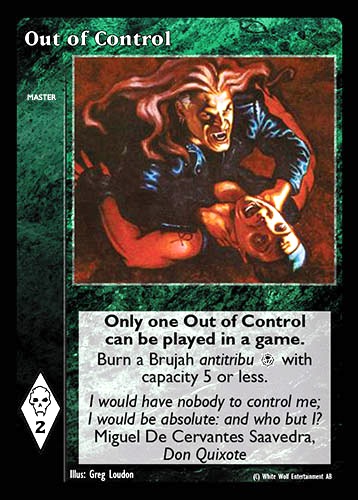 Out of Control
MASTER
Only one Out of Control
can be played in a game.
Burn a Brujah antitribu with
capacity 5 or less.
I would have nobody to control me;
I would be absolute: and who but I?
Miguel De Cervantes Saavedra,
Don Quixote
2
Illus: Greg Loudon
(C) White Wolf Entertainment AB